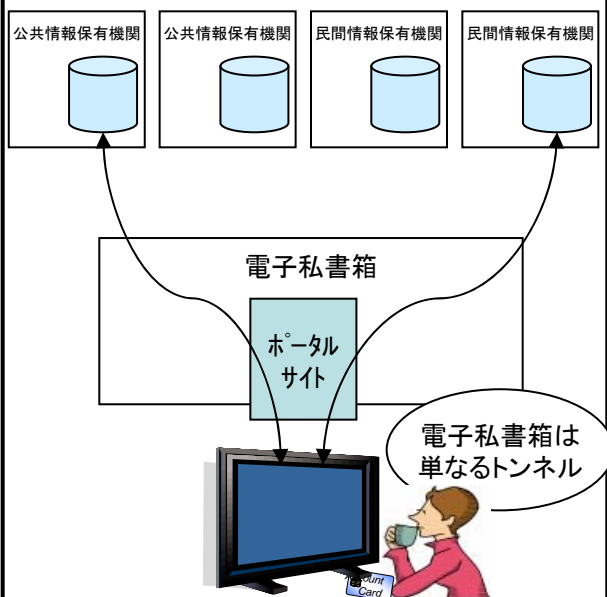 公共情報保有機関
公共情報保有機関
民間情報保有機関
民間情報保有機関
電子私書箱
ﾎﾟｰﾀﾙ
ｻｲﾄ
電子私書箱は
単なるトンネル
Card